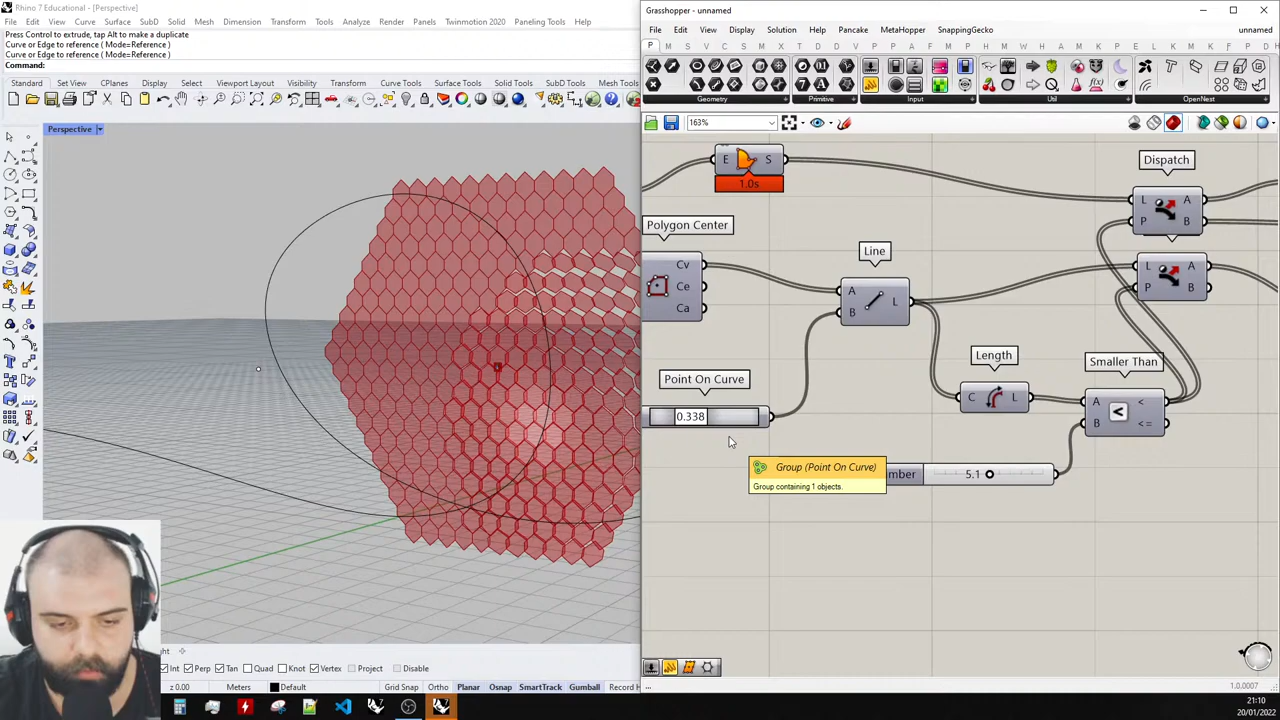 Rhino 7 Educational
File Edit View Curve Surface SubD Solid Mesh Dimension Transform Tools Analyze Render Panels Twinmotion 2020 Paneling Tools Help
Press Control to extrude, tap Alt to make a duplicate
Curve or Edge to reference ( Mode=Reference )
Curve or Edge to reference ( Mode=Reference )
Command:
Standard Set View CPlanes Display Select Viewport Layout Visibility Transform Curve Tools Surface Tools Solid Tools SubD Tools Mesh Tools
Perspective
Int Perp Tan Quad Knot Vertex Project Disable
z 0.00 Meters Default Grid Snap Ortho Planar Osnap SmartTrack Gumball Record H
Grasshopper - unnamed
File Edit View Display Solution Help Pancake MetaHopper SnappingGecko unnamed
Geometry Primitive Input Util OpenNest
163%
E S
1.0s
Dispatch
L A
P B
Polygon Center
Cv
Ce
Ca
Line
A L
B
L A
P B
Point On Curve
0.338
Length
C L
Smaller Than
A <
B <=
<
Group (Point On Curve)
Group containing 1 objects.
5.1
...
1.0.0007
21:10
20/01/2022